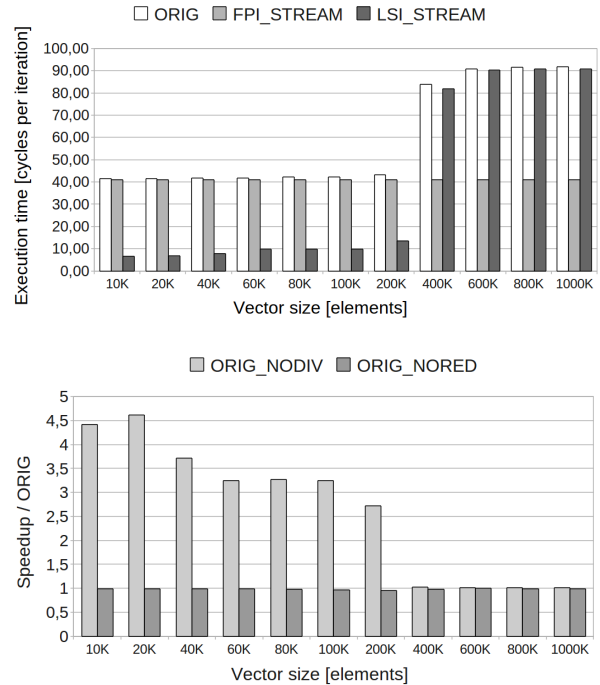 ORIG FPI_STREAM LSI_STREAM
Execution time [cycles per iteration]
100,00
90,00
80,00
70,00
60,00
50,00
40,00
30,00
20,00
10,00
0,00
10K 20K 40K 60K 80K 100K 200K 400K 600K 800K 1000K
Vector size [elements]
ORIG_NODIV ORIG_NORED
Speedup / ORIG
5
4,5
4
3,5
3
2,5
2
1,5
1
0,5
0
10K 20K 40K 60K 80K 100K 200K 400K 600K 800K 1000K
Vector size [elements]